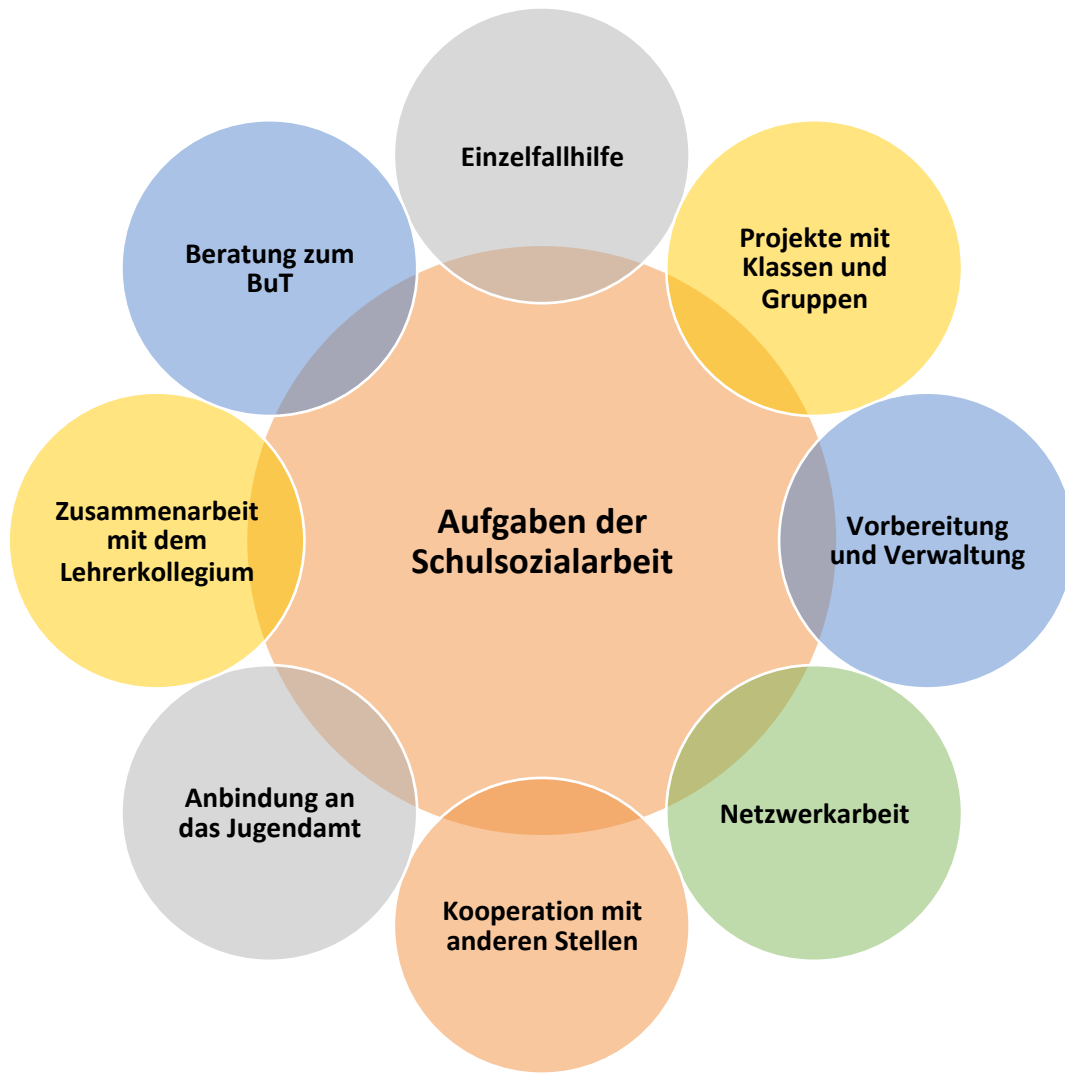 Einzelfallhilfe
Projekte mit
Klassen und
Gruppen
Vorbereitung
und Verwaltung
Netzwerkarbeit
Kooperation mit
anderen Stellen
Anbindung an
das Jugendamt
Zusammenarbeit
mit dem
Lehrerkollegium
Beratung zum
BuT
Aufgaben der
Schulsozialarbeit